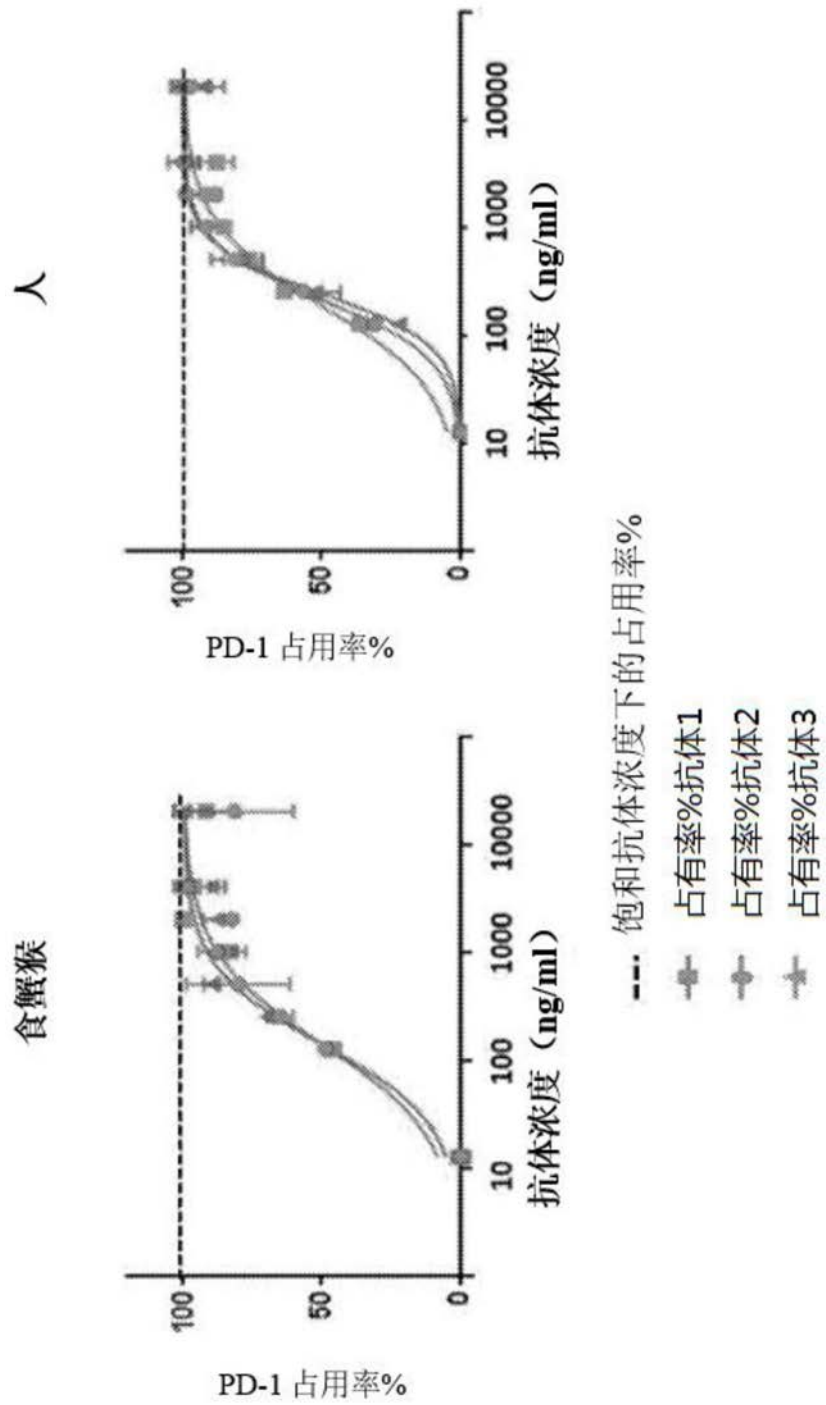 食蟹猴
PD-1 占用率%
100
50
0
10
100
1000
10000
抗体浓度（ng/ml）
人
PD-1 占用率%
100
50
0
10
100
1000
10000
抗体浓度（ng/ml）
饱和抗体浓度下的占用率%
占有率%抗体1
占有率%抗体2
占有率%抗体3